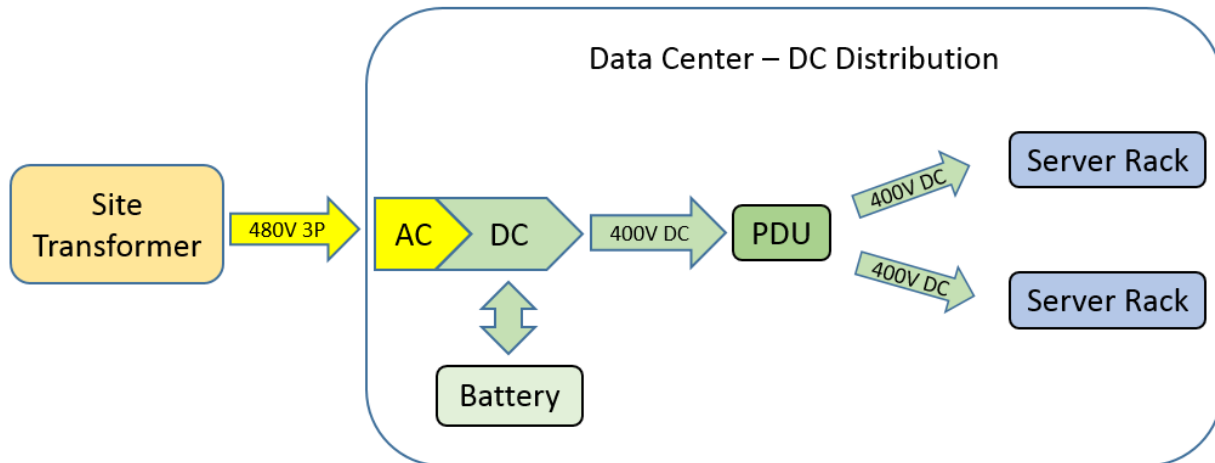 Data Center – DC Distribution
Site
Transformer
480V 3P
AC
DC
400V DC
PDU
400V DC
Server Rack
400V DC
Server Rack
Battery